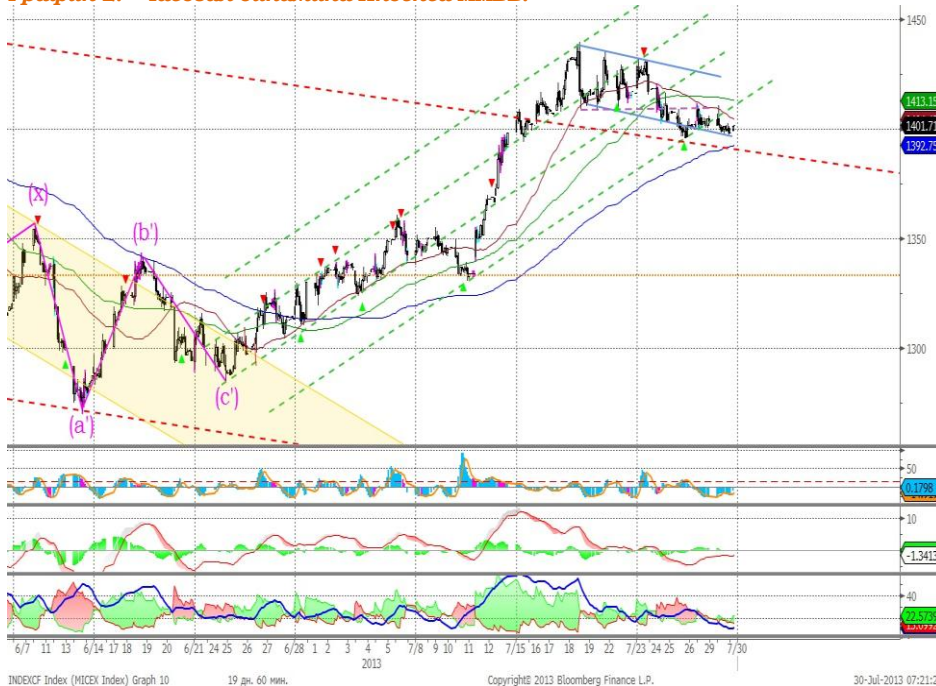 1450
1413.15
1401.71
1392.75
1350
1300
(x)
(b')
(a')
(c')
50
0.1798
10
-1.3413
40
22.5739
6/7 11 13 6/14 17 18 19 20 6/21 24 25 26 27 6/28 1 2 3 4 5 7/8 9 10 11 12 7/15 16 17 18 19 22 7/23 24 25 26 29 7/30
2013
INDEXCF Index (MICEX Index) Graph 10 19 дн. 60 мин. Copyright© 2013 Bloomberg Finance L.P. 30-Jul-2013 07:21:2